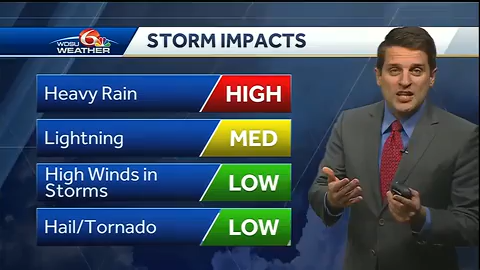 WDSU 6
WEATHER
STORM IMPACTS
Heavy Rain HIGH
Lightning MED
High Winds in
Storms LOW
Hail/Tornado LOW